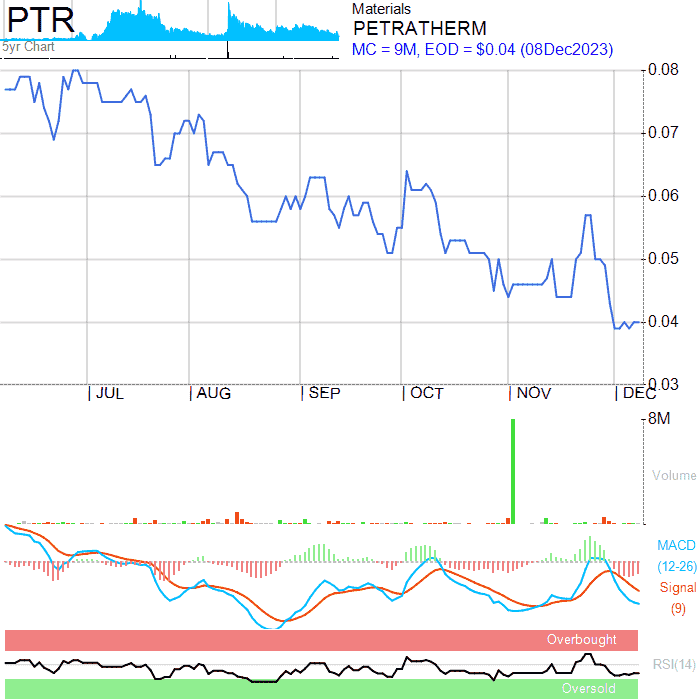 PTR
5yr Chart
Materials
PETRATHERM
MC = 9M, EOD = $0.04 (08Dec2023)
0.08
0.07
0.06
0.05
0.04
0.03
JUL AUG SEP OCT NOV DEC
8M
Volume
MACD
(12-26)
Signal
(9)
Overbought
RSI(14)
Oversold